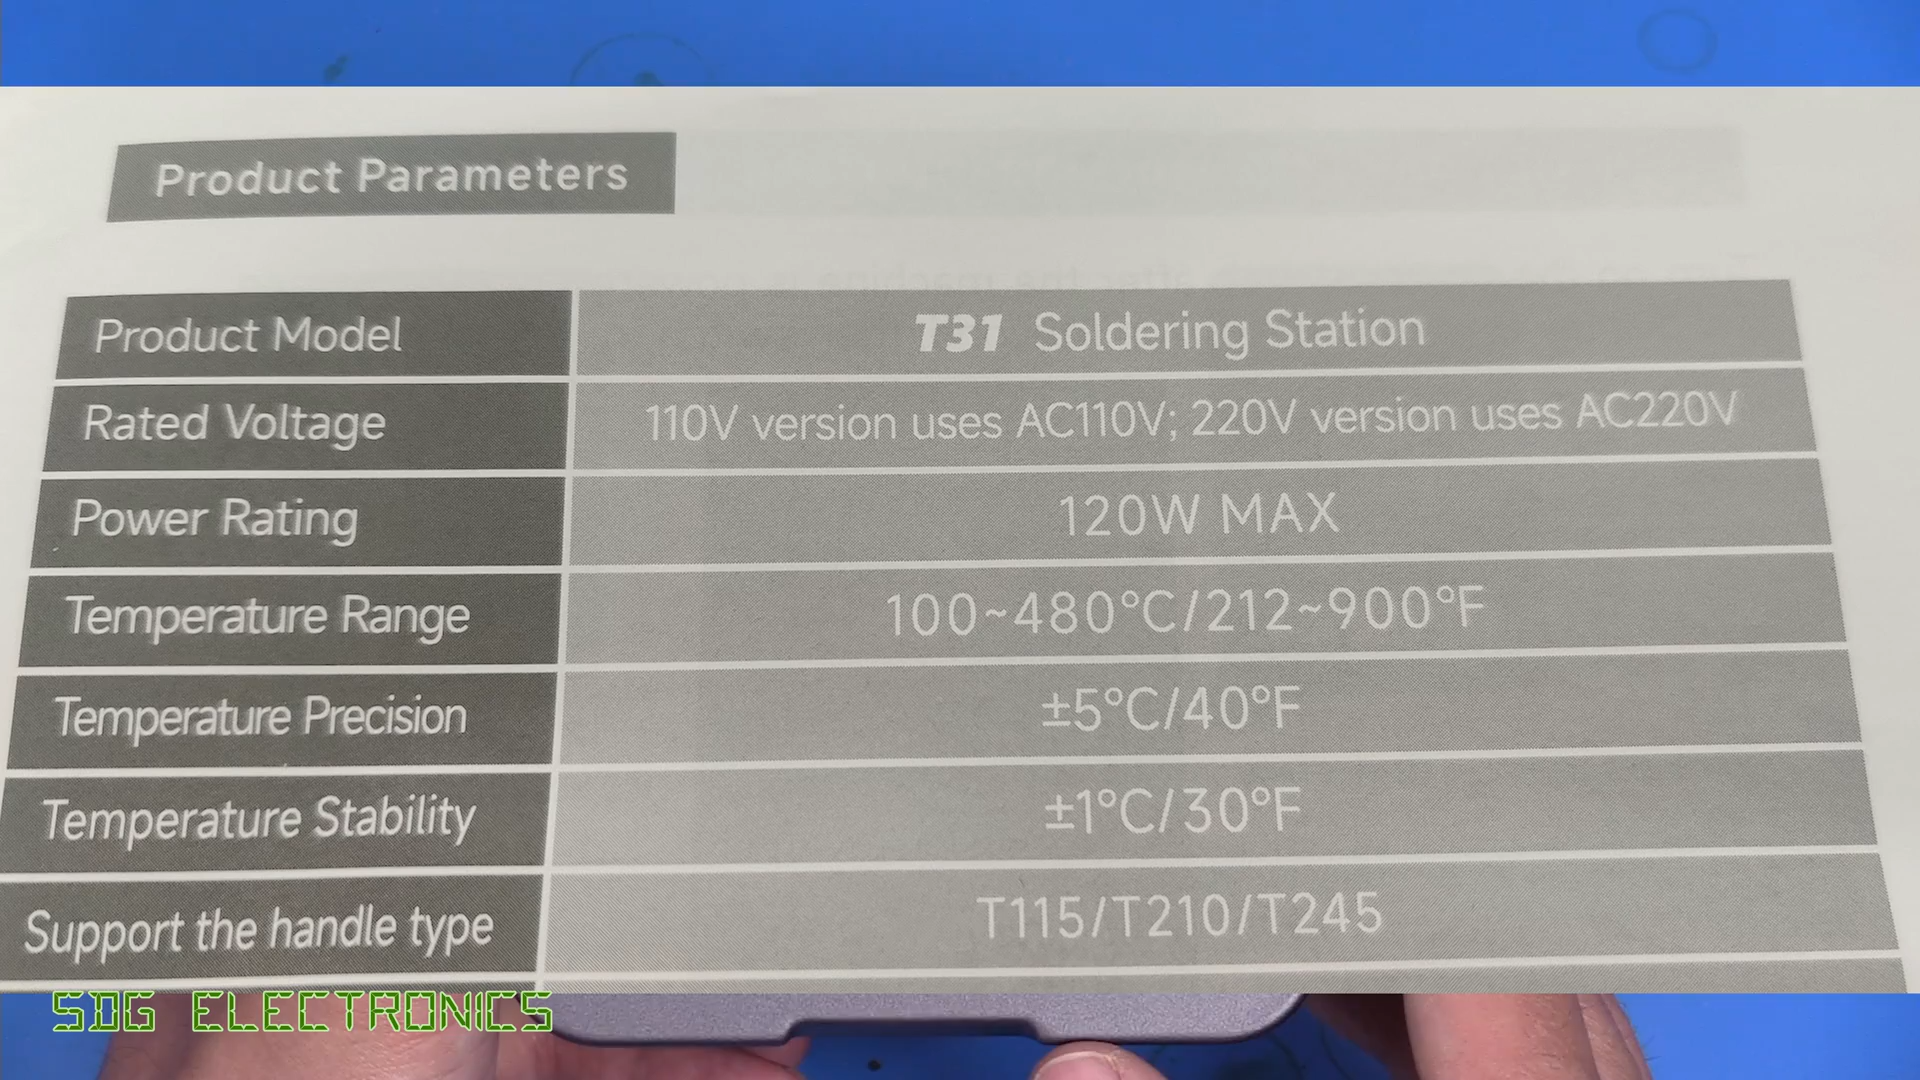 Product Parameters
Product Model T31 Soldering Station
Rated Voltage 110V version uses AC110V; 220V version uses AC220V
Power Rating 120W MAX
Temperature Range 100~480°C/212~900°F
Temperature Precision ±5°C/40°F
Temperature Stability ±1°C/30°F
Support the handle type T115/T210/T245
SDG ELECTRONICS